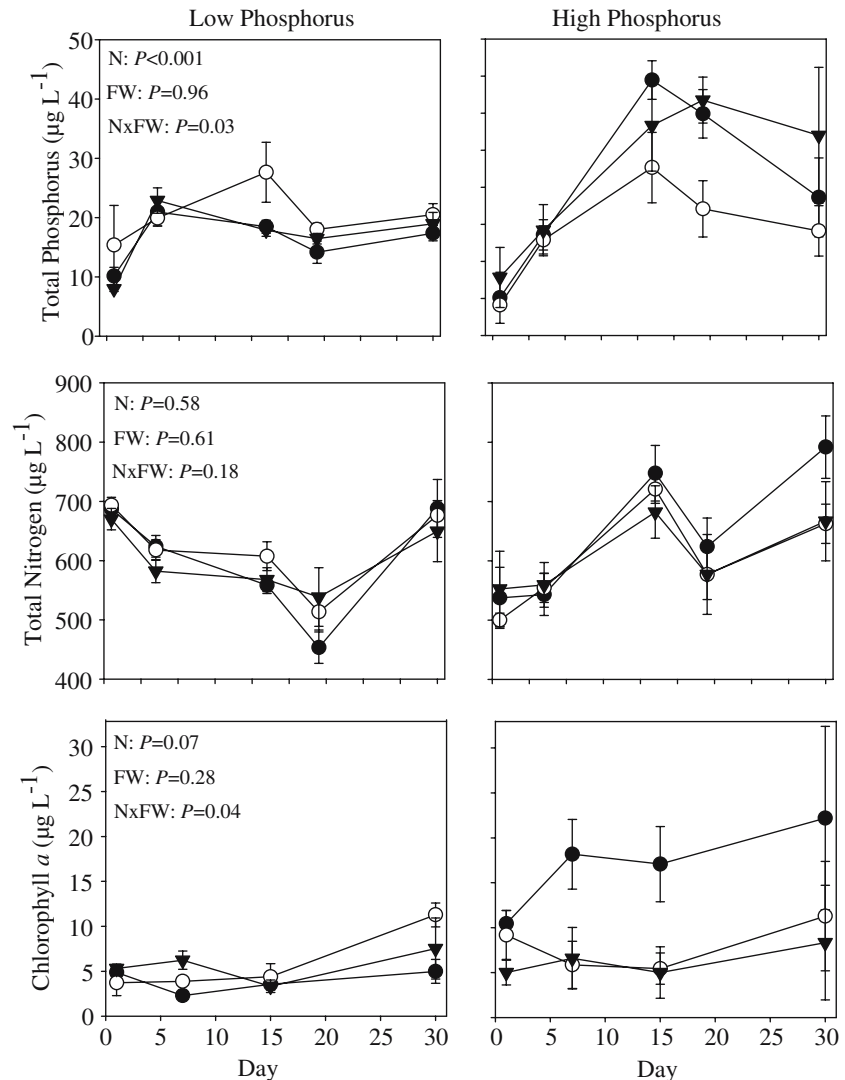 Low Phosphorus
High Phosphorus
Total Phosphorus (µg L-1)
50
40
30
20
10
0
N: P<0.001
FW: P=0.96
NxFW: P=0.03
Total Nitrogen (µg L-1)
900
800
700
600
500
400
N: P=0.58
FW: P=0.61
NxFW: P=0.18
Chlorophyll a (µg L-1)
30
25
20
15
10
5
0
N: P=0.07
FW: P=0.28
NxFW: P=0.04
0 5 10 15 20 25 30
Day
0 5 10 15 20 25 30
Day